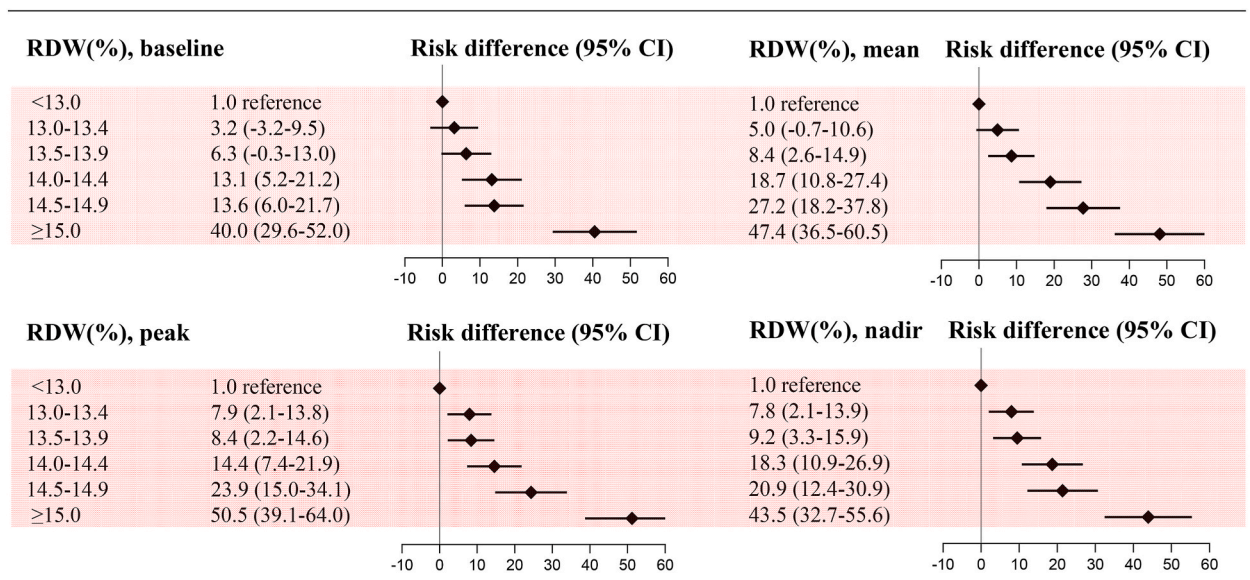 RDW(%), baseline Risk difference (95% CI)
<13.0 1.0 reference
13.0-13.4 3.2 (-3.2-9.5)
13.5-13.9 6.3 (-0.3-13.0)
14.0-14.4 13.1 (5.2-21.2)
14.5-14.9 13.6 (6.0-21.7)
≥15.0 40.0 (29.6-52.0)
-10 0 10 20 30 40 50 60
RDW(%), mean Risk difference (95% CI)
1.0 reference
5.0 (-0.7-10.6)
8.4 (2.6-14.9)
18.7 (10.8-27.4)
27.2 (18.2-37.8)
47.4 (36.5-60.5)
-10 0 10 20 30 40 50 60
RDW(%), peak Risk difference (95% CI)
<13.0 1.0 reference
13.0-13.4 7.9 (2.1-13.8)
13.5-13.9 8.4 (2.2-14.6)
14.0-14.4 14.4 (7.4-21.9)
14.5-14.9 23.9 (15.0-34.1)
≥15.0 50.5 (39.1-64.0)
-10 0 10 20 30 40 50 60
RDW(%), nadir Risk difference (95% CI)
1.0 reference
7.8 (2.1-13.9)
9.2 (3.3-15.9)
18.3 (10.9-26.9)
20.9 (12.4-30.9)
43.5 (32.7-55.6)
-10 0 10 20 30 40 50 60